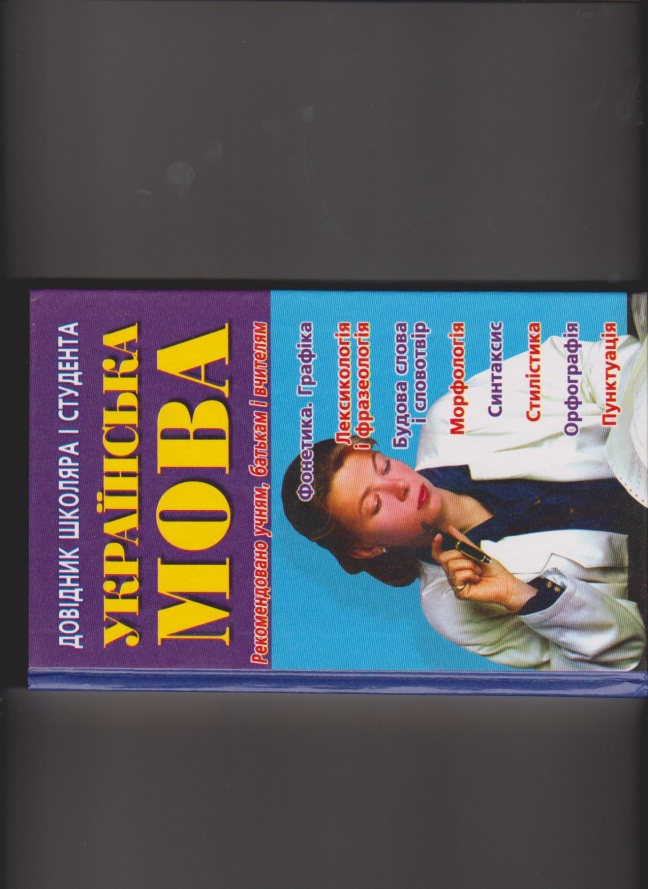 ДОВІДНИК ШКОЛЯРА І СТУДЕНТА
УКРАЇНСЬКА
МОВА
Рекомендовано учням, батькам і вчителям
Фонетика. Графіка
Лексикологія
і фразеологія
Будова слова
і словотвір
Морфологія
Синтаксис
Стилістика
Орфографія
Пунктуація